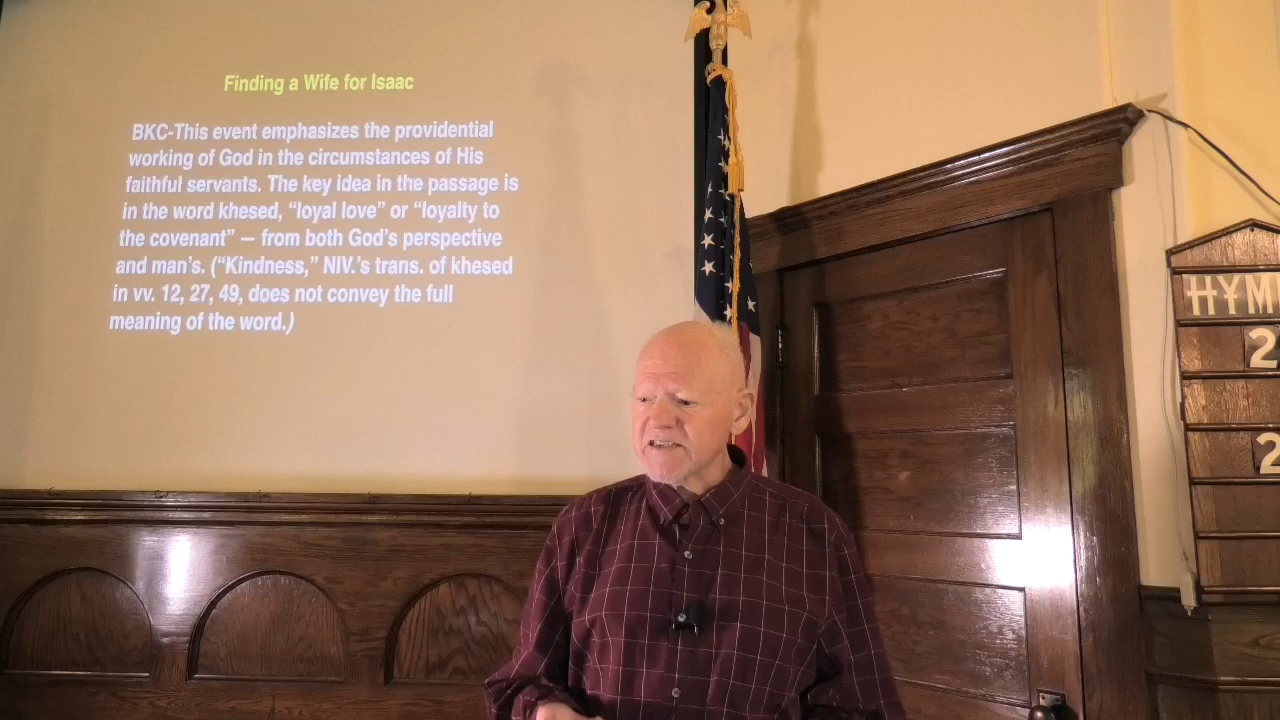 Finding a Wife for Isaac
BKC-This event emphasizes the providential
working of God in the circumstances of His
faithful servants. The key idea in the passage is
in the word khesed, “loyal love” or “loyalty to
the covenant” — from both God’s perspective
and man’s. (“Kindness,” NIV.’s trans. of khesed
in vv. 12, 27, 49, does not convey the full
meaning of the word.)
HYM
2
2